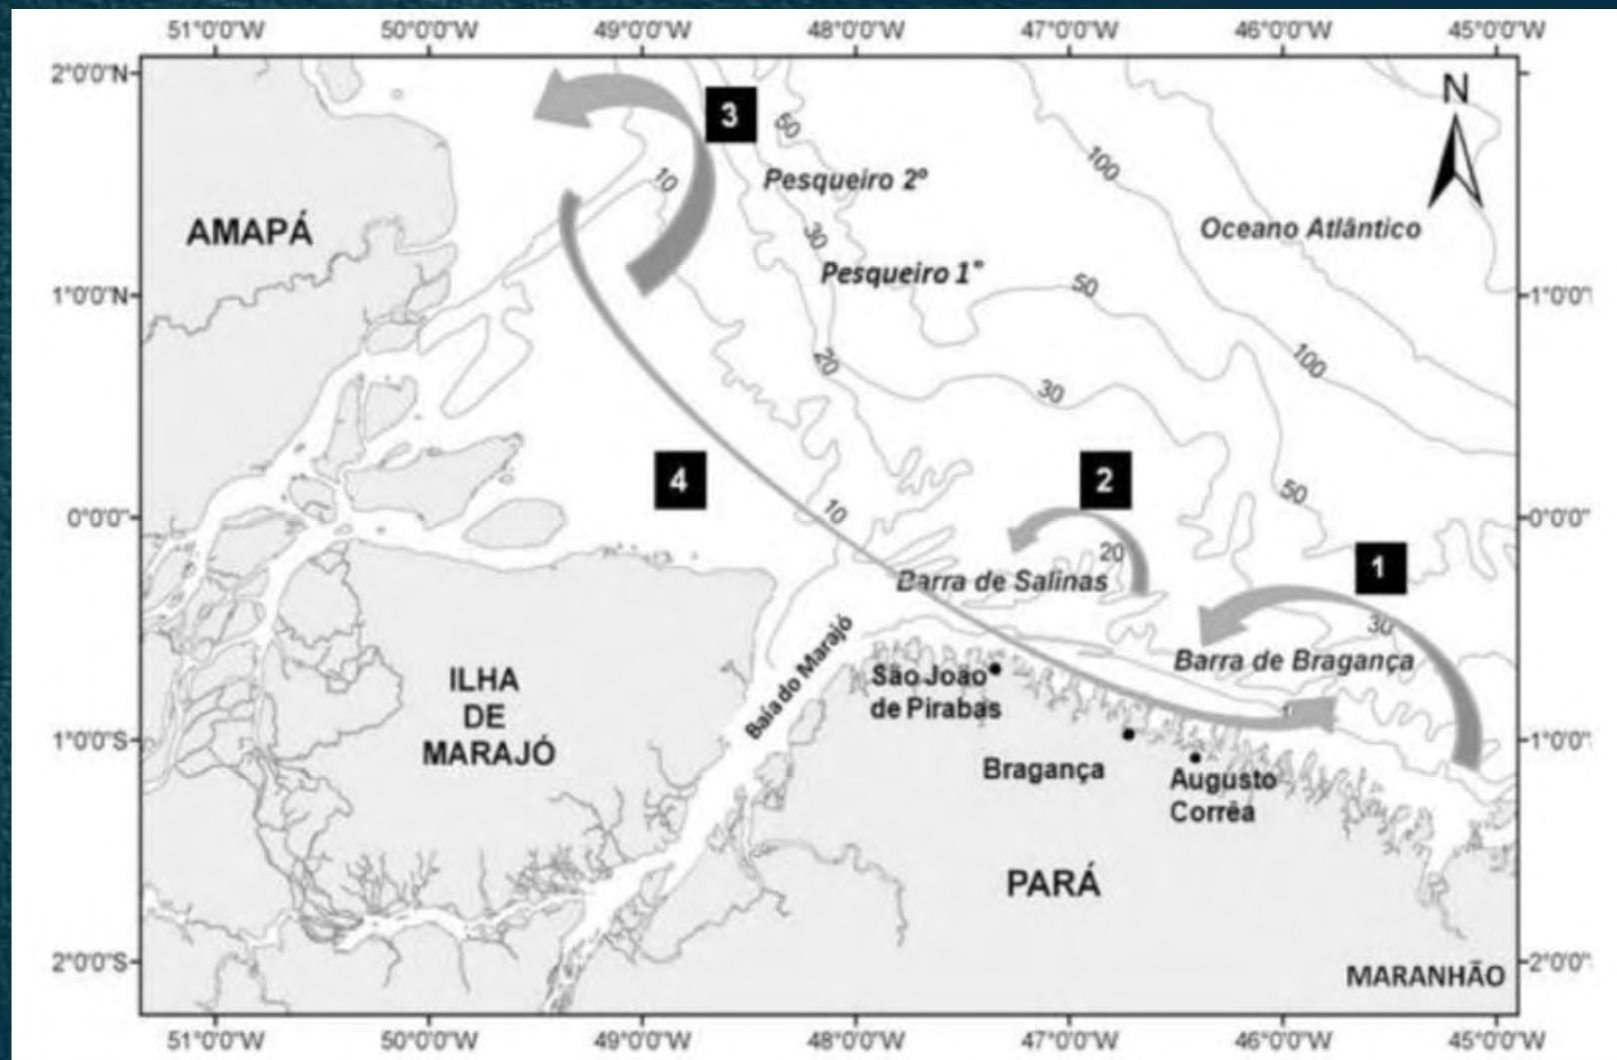 51°0'0"W 50°0'0"W 49°0'0"W 48°0'0"W 47°0'0"W 46°0'0"W 45°0'0"W
2°0'0"N
3
60
N
100
10
Pesqueiro 2º
AMAPÁ
30
Oceano Atlântico
Pesqueiro 1°
50
1°0'0"N
1°0'0"
20
100
30
4
2
50
10
0°0'0"
0°0'0"
20
1
Barra de Salinas
30
Baía do Marajó
Barra de Bragança
ILHA
DE
MARAJÓ
São João
de Pirabas
1°0'0"S
1°0'0"
Bragança
Augusto
Corrêa
PARÁ
2°0'0"S
2°0'0"
MARANHÃO
51°0'0"W 50°0'0"W 49°0'0"W 48°0'0"W 47°0'0"W 46°0'0"W 45°0'0"W